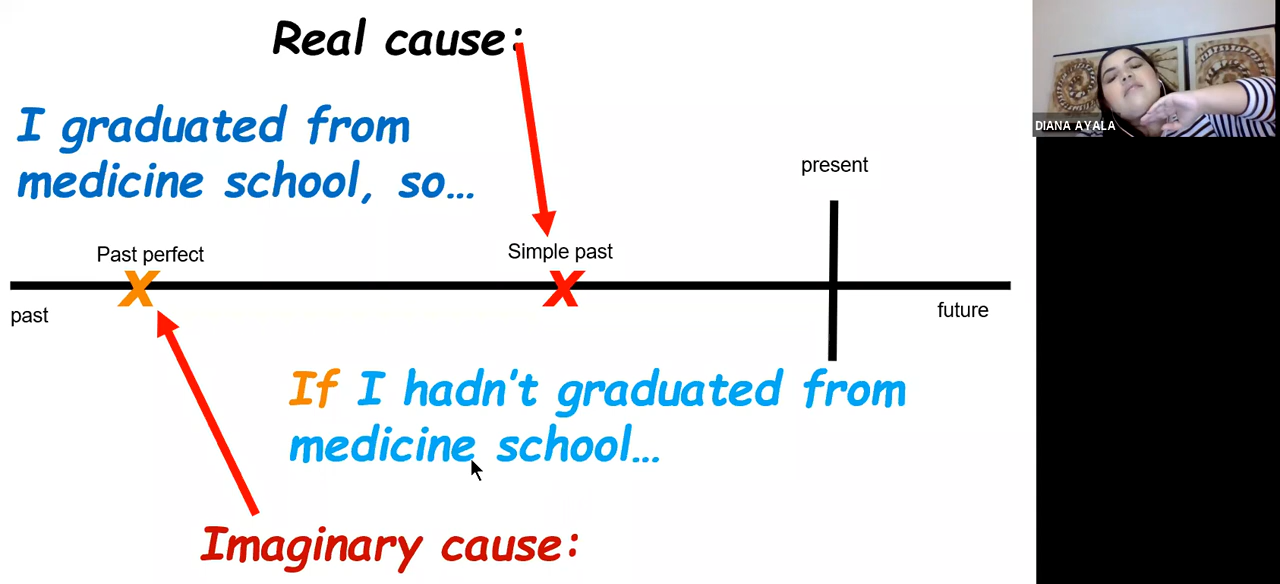 Real cause:
I graduated from
medicine school, so...
DIANA AYALA
present
Past perfect
Simple past
X
X
past
future
If I hadn't graduated from
medicine school...
Imaginary cause: